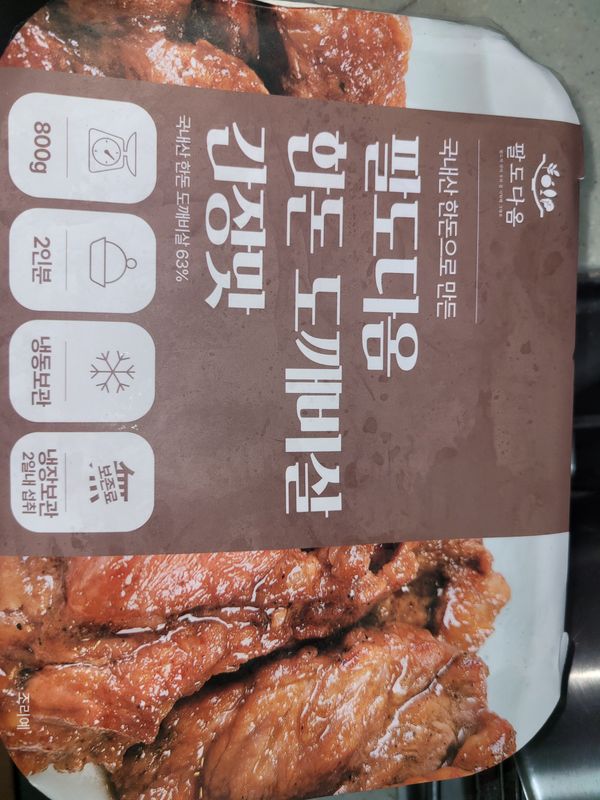 팔도다음
국내산 한돈으로 만든
팔도다움
한돈 도깨비살
간장맛
국내산 한돈 도깨비살 63%
800g
2인분
냉동보관
無
보존료
냉장보관
2일내 섭취
조리예